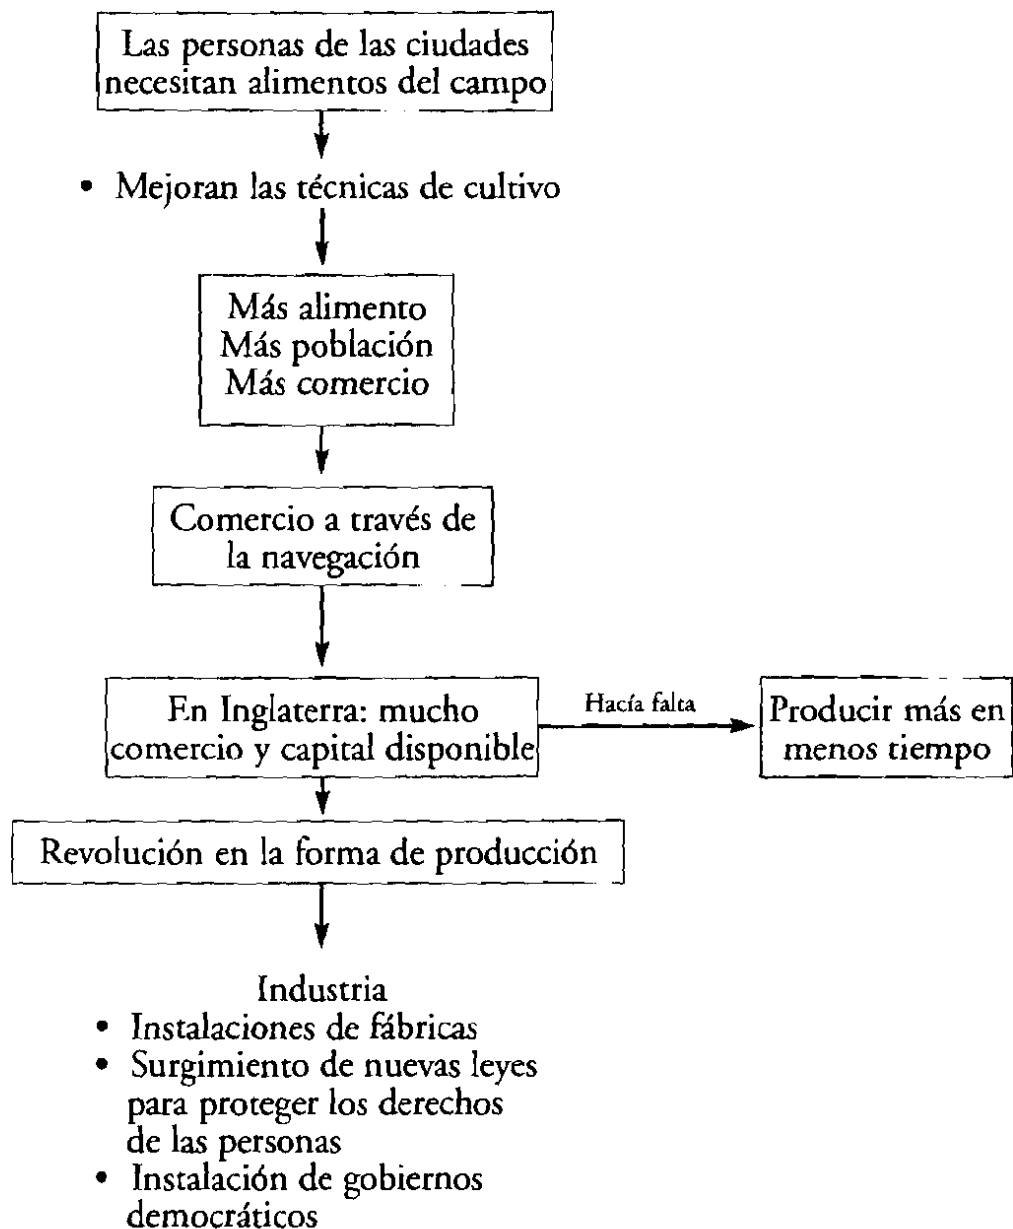 Las personas de las ciudades
necesitan alimentos del campo
• Mejoran las técnicas de cultivo
Más alimento
Más población
Más comercio
Comercio a través de
la navegación
En Inglaterra: mucho
comercio y capital disponible
Hacía falta
Producir más en
menos tiempo
Revolución en la forma de producción
Industria
• Instalaciones de fábricas
• Surgimiento de nuevas leyes
para proteger los derechos
de las personas
• Instalación de gobiernos
democráticos